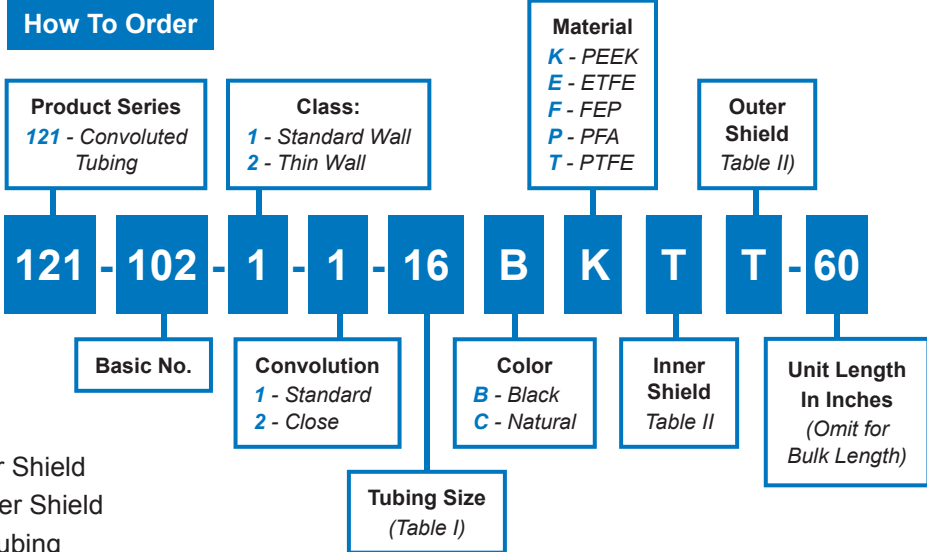 How To Order
Product Series
121 - Convoluted
Tubing
Class:
1 - Standard Wall
2 - Thin Wall
Material
K - PEEK
E - ETFE
F - FEP
P - PFA
T - PTFE
Outer
Shield
Table II)
121 - 102 - 1 - 1 - 16 B K T T - 60
Basic No.
Convolution
1 - Standard
2 - Close
Tubing Size
(Table I)
Color
B - Black
C - Natural
Inner
Shield
Table II
Unit Length
In Inches
(Omit for
Bulk Length)
Shield
Shield